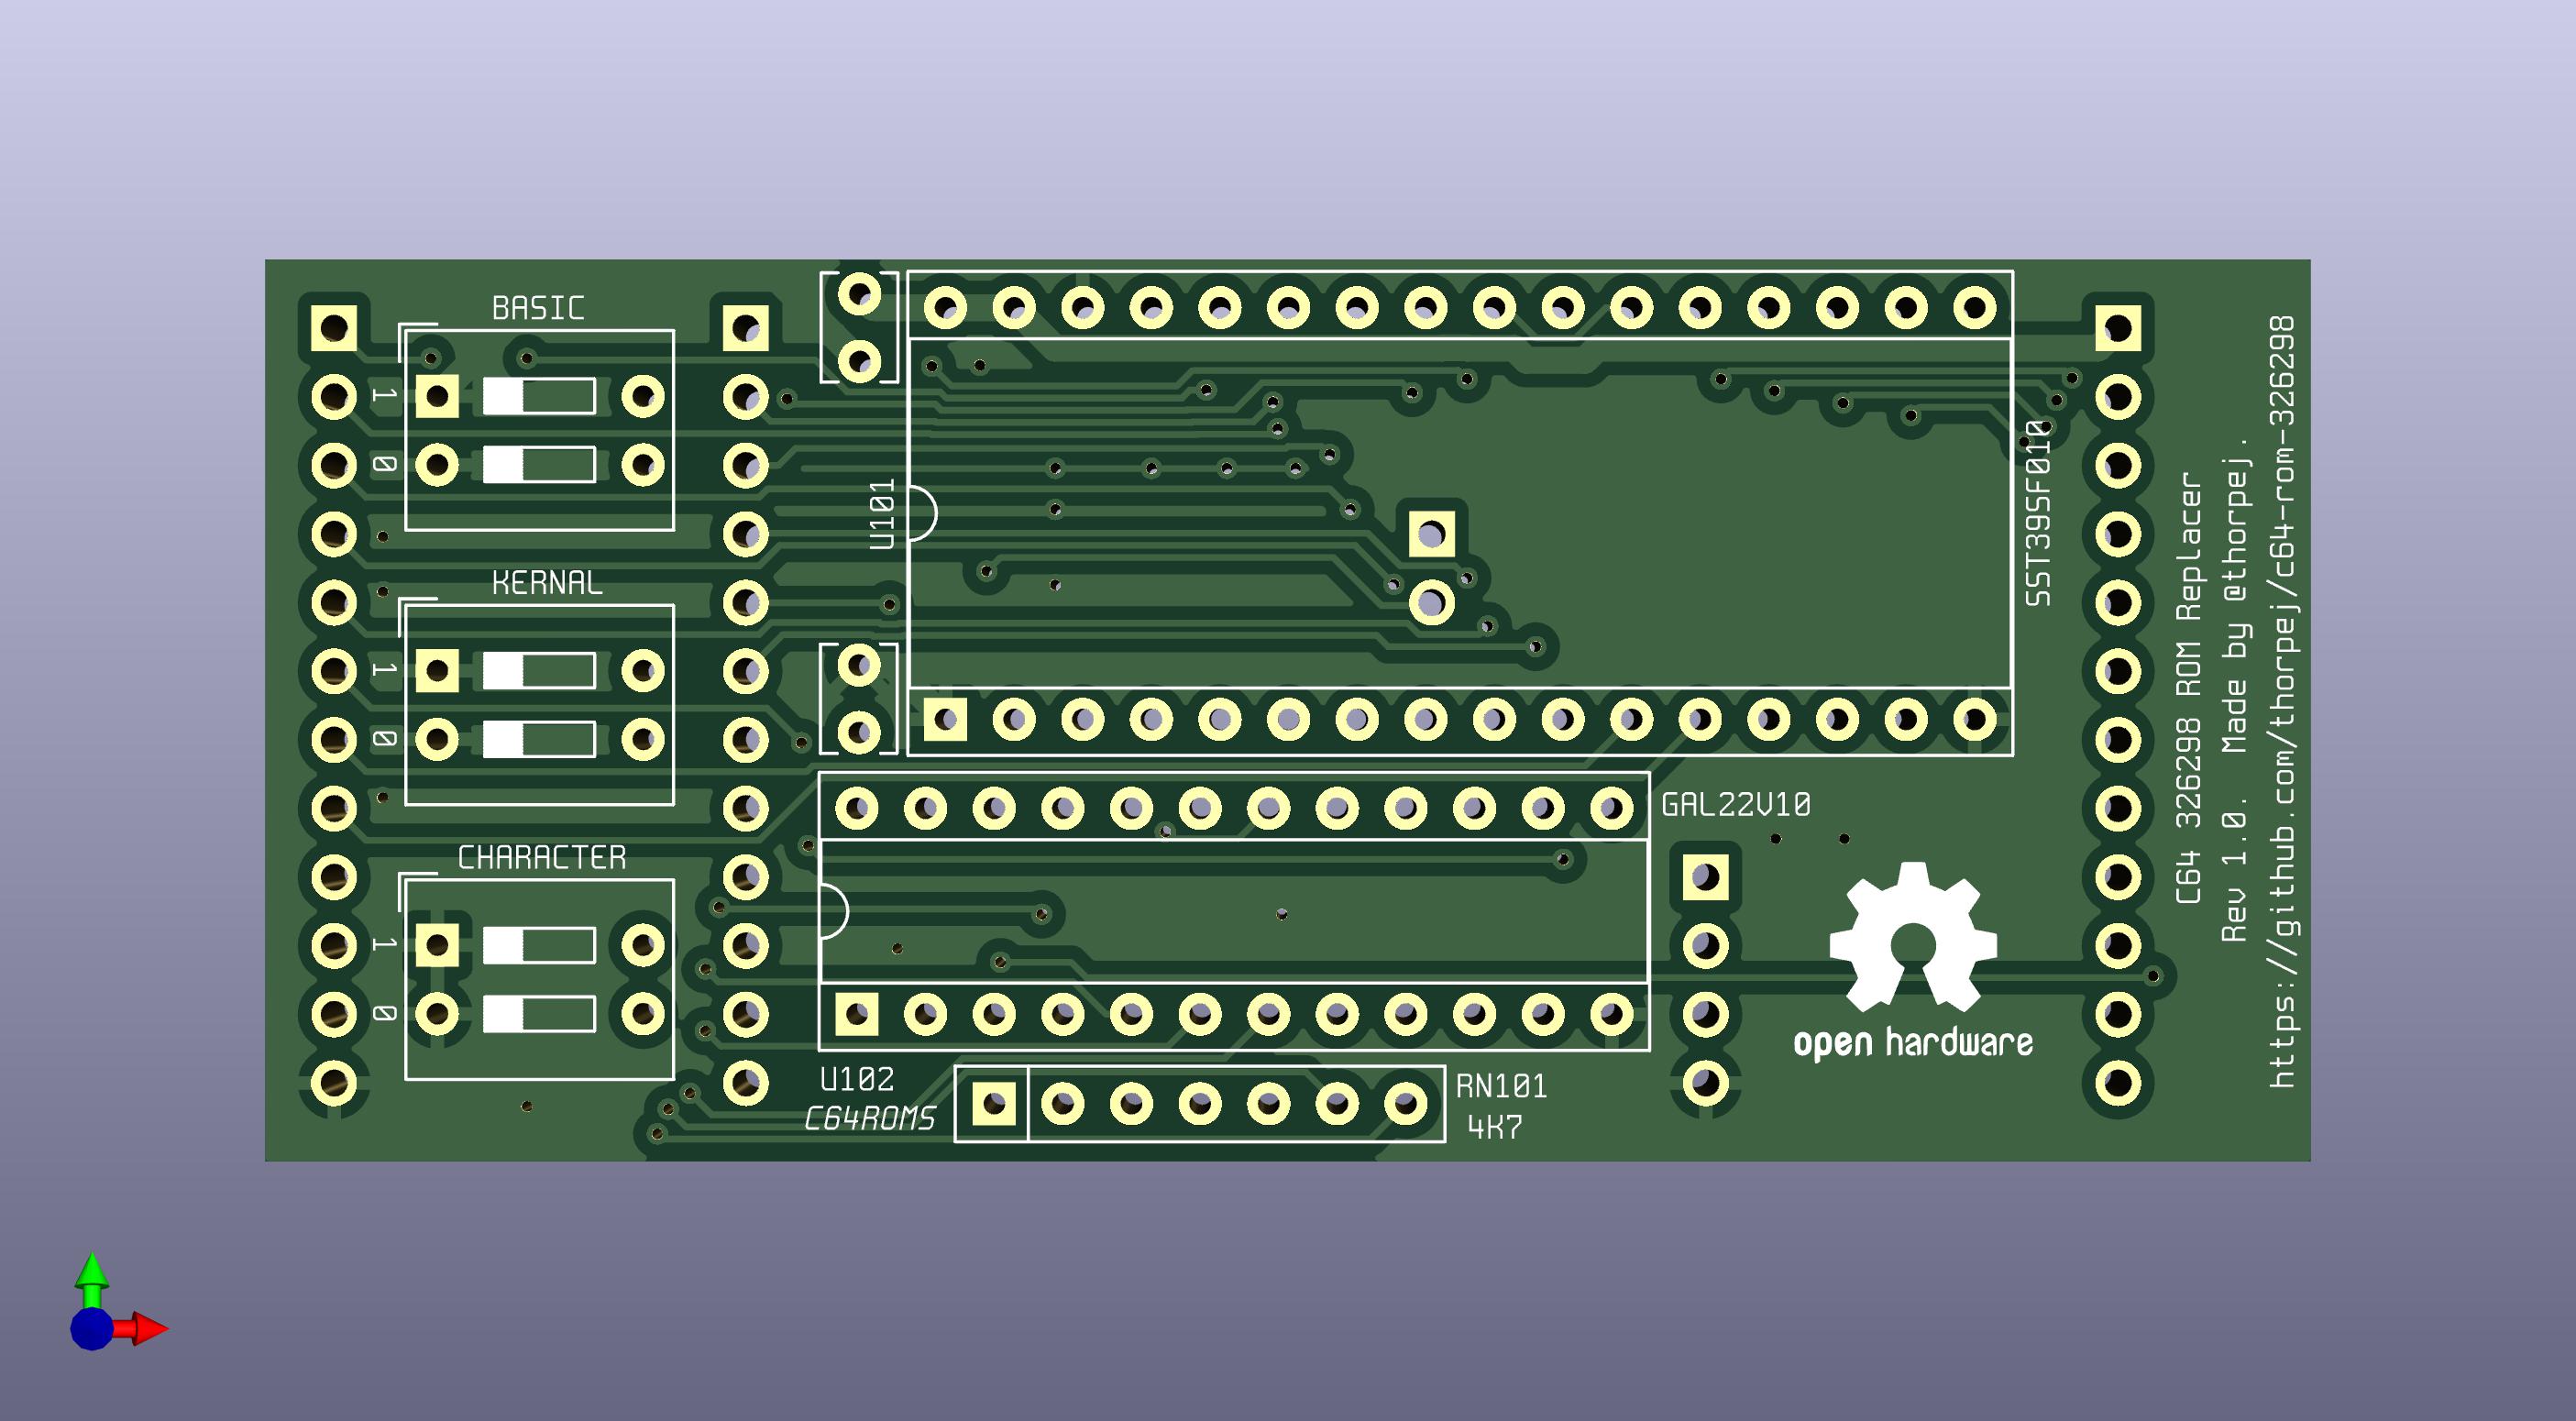 BASIC
1
0
KERNAL
1
0
CHARACTER
1
0
U101
SST39SF010
GAL22V10
U102
C64ROMS
RN101
4K7
open hardware
C64 326298 ROM Replacer
Rev 1.0.  Made by @thorpej.
https://github.com/thorpej/c64-rom-326298